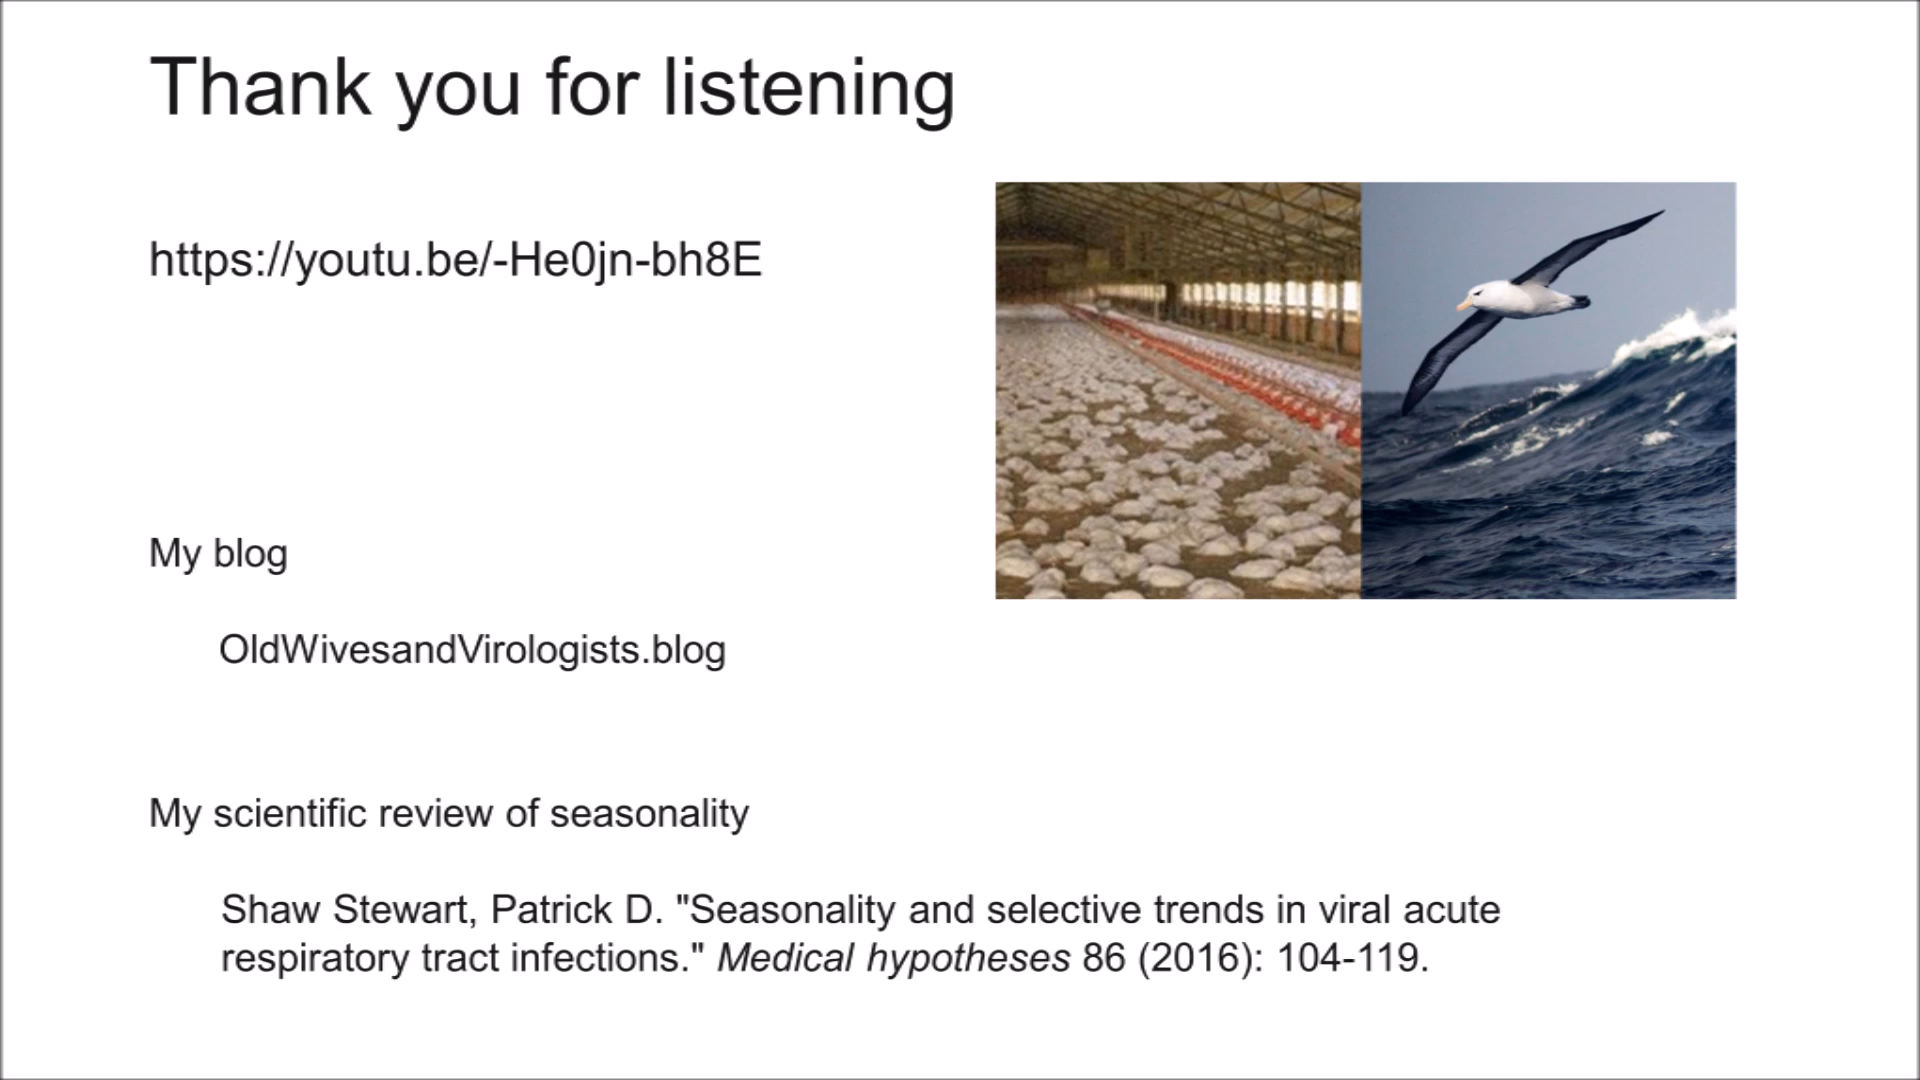 Thank you for listening
https://youtu.be/-He0jn-bh8E
My blog
OldWivesandVirologists.blog
My scientific review of seasonality
Shaw Stewart, Patrick D. "Seasonality and selective trends in viral acute
respiratory tract infections." Medical hypotheses 86 (2016): 104-119.